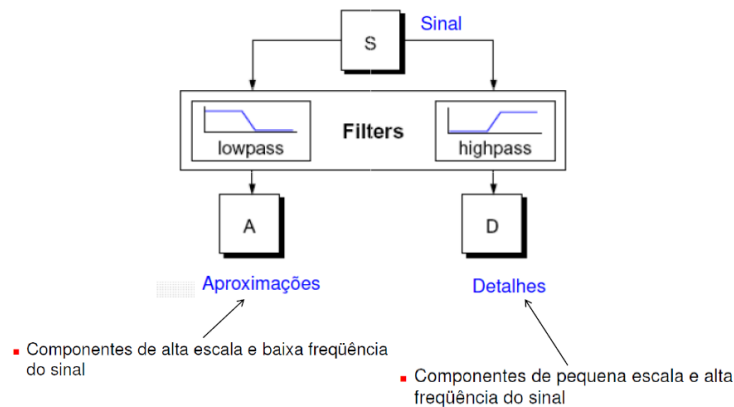 S
Sinal
lowpass
Filters
highpass
A
D
Aproximações
Detalhes
Componentes de alta escala e baixa freqüência
do sinal
Componentes de pequena escala e alta
freqüência do sinal